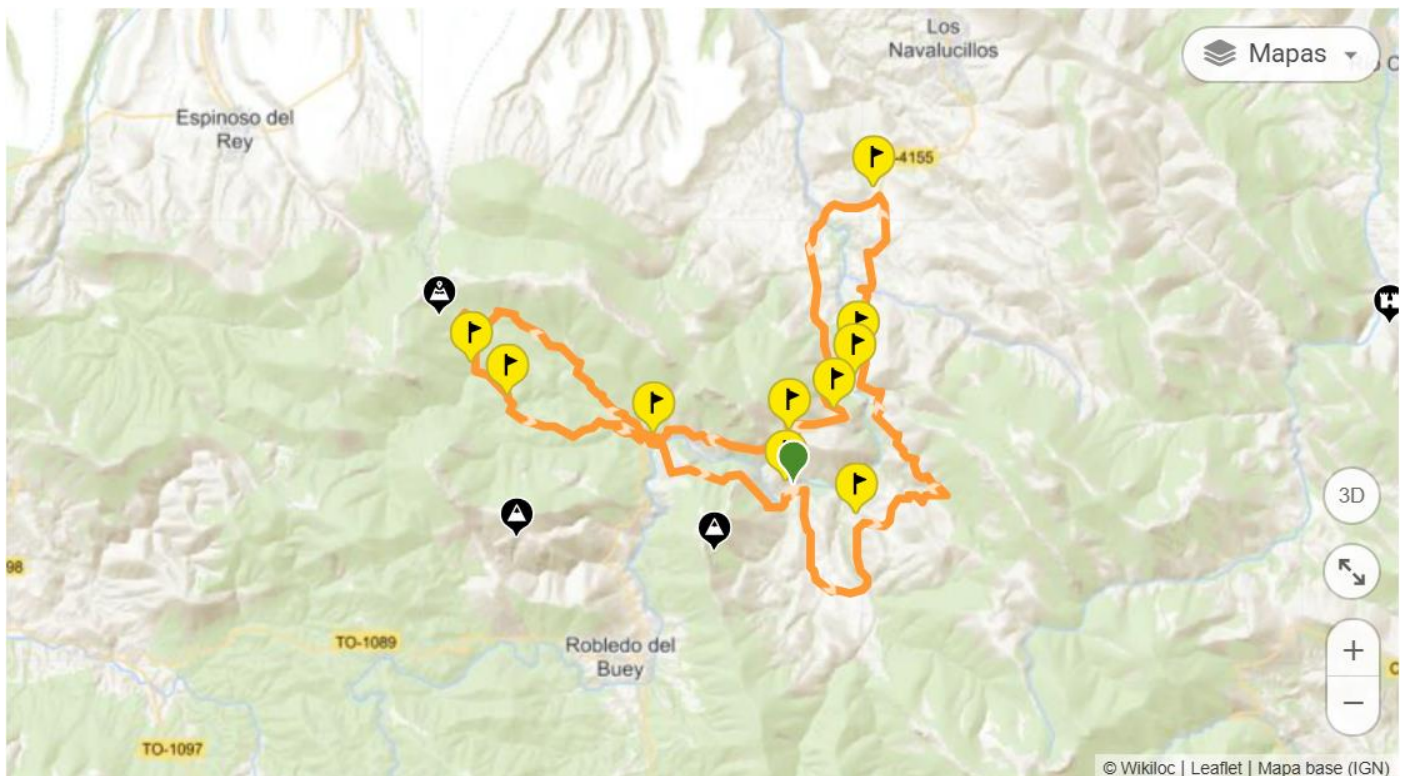 Los
Navalucillos
Mapas
Espinoso del
Rey
-4155
98
TO-1089
Robledo del
Buey
TO-1097
3D
+
−
© Wikiloc | Leaflet | Mapa base (IGN)